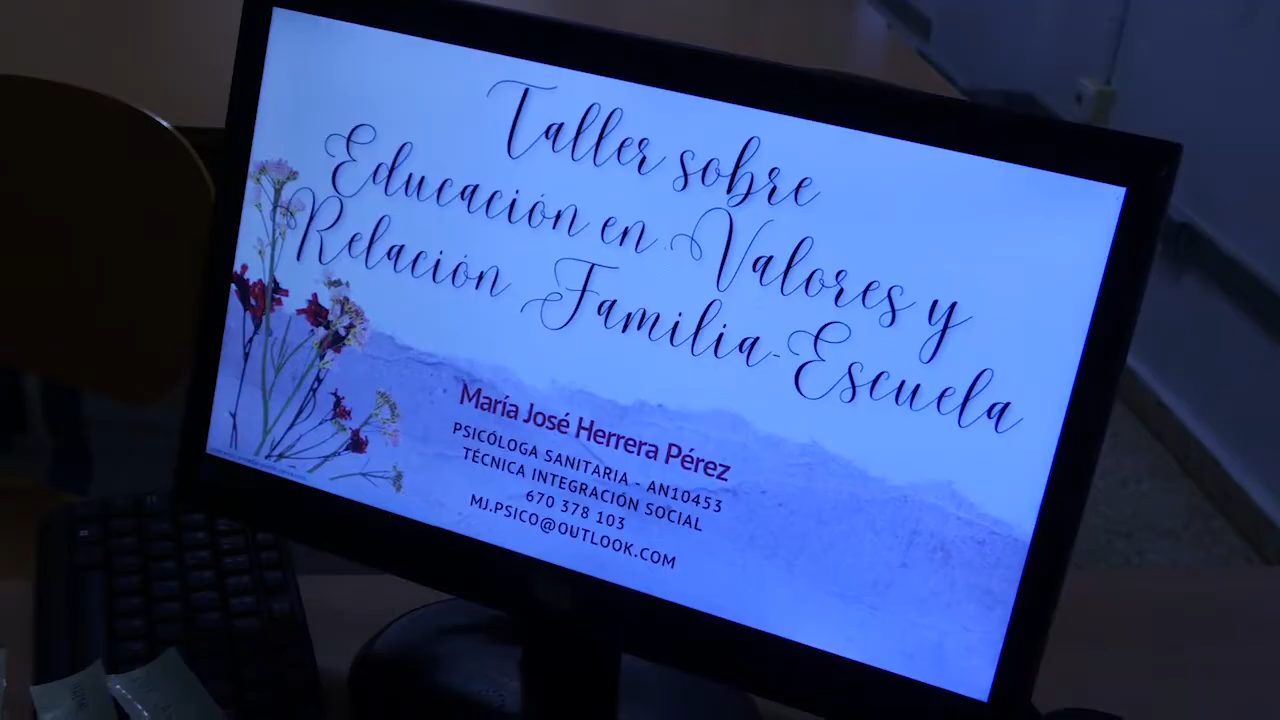 Taller sobre
Educación en Valores y
Relación Familia-Escuela
María José Herrera Pérez
PSICÓLOGA SANITARIA - AN10453
TÉCNICA INTEGRACIÓN SOCIAL
670 378 103
MJ.PSICO@OUTLOOK.COM